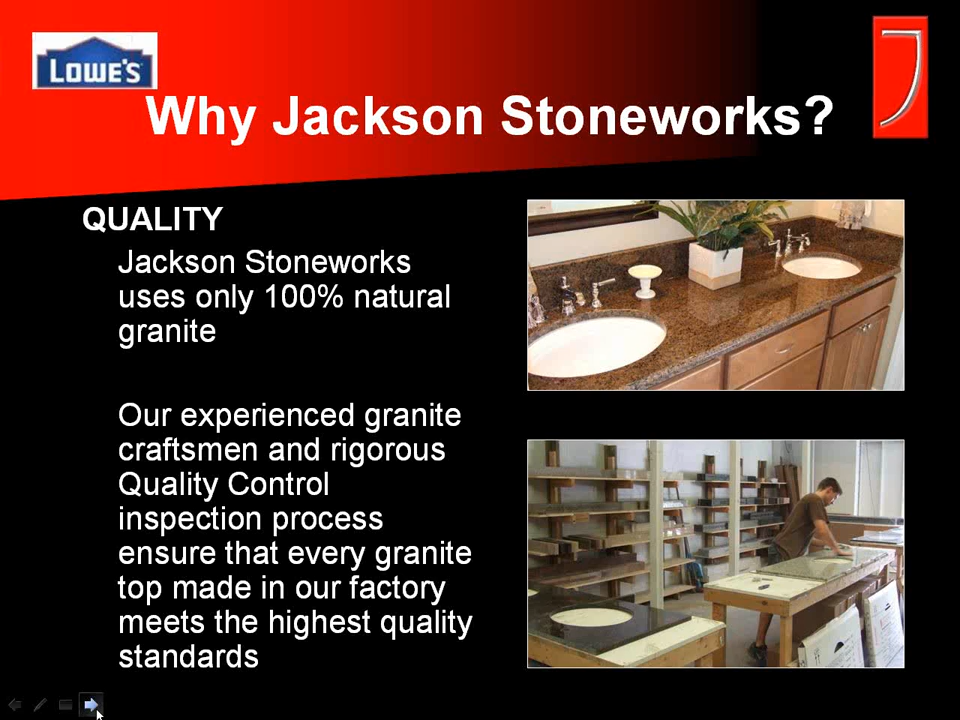 LOWE'S
Why Jackson Stoneworks?
QUALITY
Jackson Stoneworks
uses only 100% natural
granite
Our experienced granite
craftsmen and rigorous
Quality Control
inspection process
ensure that every granite
top made in our factory
meets the highest quality
standards